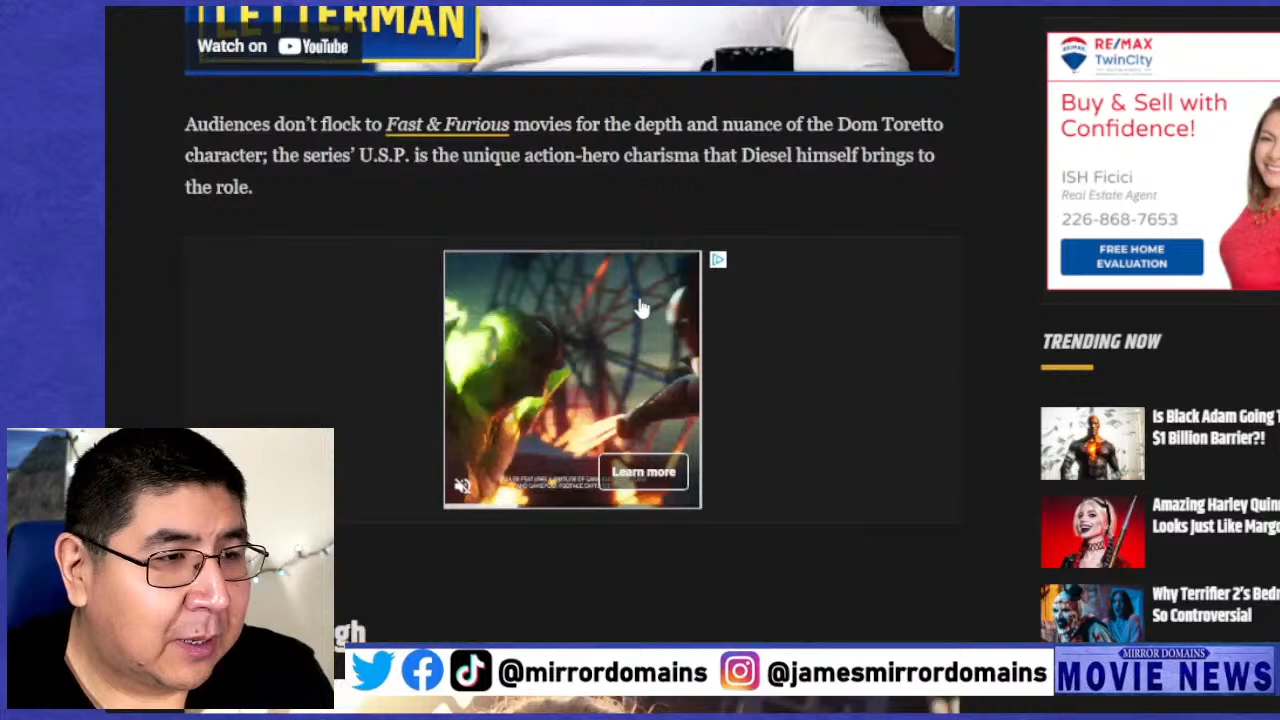 LETTERMAN
Watch on YouTube
Audiences don't flock to Fast & Furious movies for the depth and nuance of the Dom Toretto
character; the series' U.S.P. is the unique action-hero charisma that Diesel himself brings to
the role.
Learn more
RE/MAX
TwinCity
Buy & Sell with
Confidence!
ISH Ficici
Real Estate Agent
226-868-7653
FREE HOME
EVALUATION
TRENDING NOW
Is Black Adam Going
$1 Billion Barrier?!
Amazing Harley Quin
Looks Just Like Margo
Why Terrifier 2's Bed
So Controversial
gh
@mirrordomains
@jamesmirrordomains
MIRROR DOMAINS
MOVIE NEWS